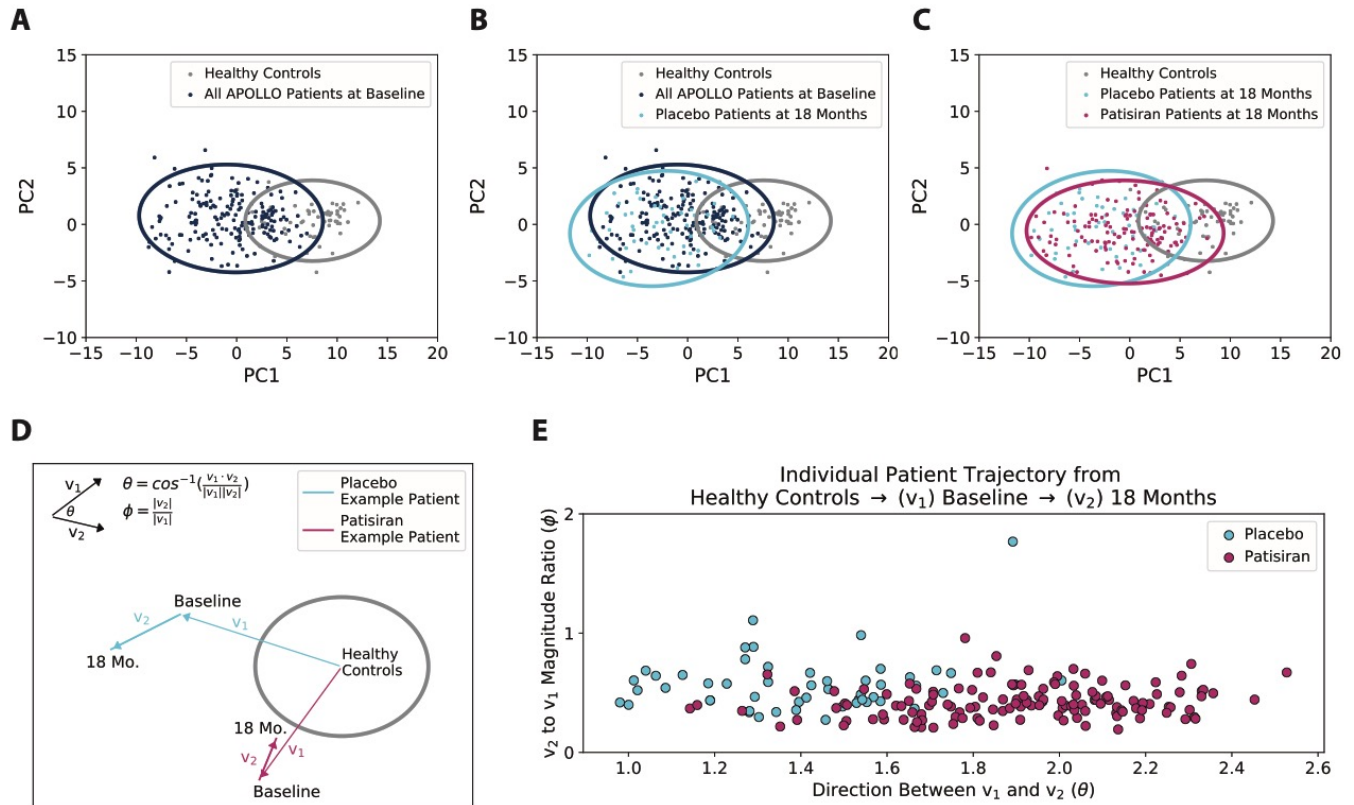 A
15
10
5
0
−5
−10
−15
−10
−5
0
5
10
15
20
PC2
PC1
Healthy Controls
All APOLLO Patients at Baseline
B
15
10
5
0
−5
−10
−15
−10
−5
0
5
10
15
20
PC1
Healthy Controls
All APOLLO Patients at Baseline
Placebo Patients at 18 Months
C
15
10
5
0
−5
−10
−15
−10
−5
0
5
10
15
20
PC1
Healthy Controls
Placebo Patients at 18 Months
Patisiran Patients at 18 Months
D
v₁
θ
v₂
θ = cos⁻¹(v₁ · v₂ / |v₁||v₂|)
ϕ = |v₂| / |v₁|
Placebo
Example Patient
Patisiran
Example Patient
Baseline
v₂
v₁
18 Mo.
Healthy
Controls
18 Mo.
v₂
v₁
Baseline
E
Individual Patient Trajectory from
Healthy Controls → (v₁) Baseline → (v₂) 18 Months
v₂ to v₁ Magnitude Ratio (ϕ)
2
1
0
Placebo
Patisiran
1.0
1.2
1.4
1.6
1.8
2.0
2.2
2.4
2.6
Direction Between v₁ and v₂ (θ)